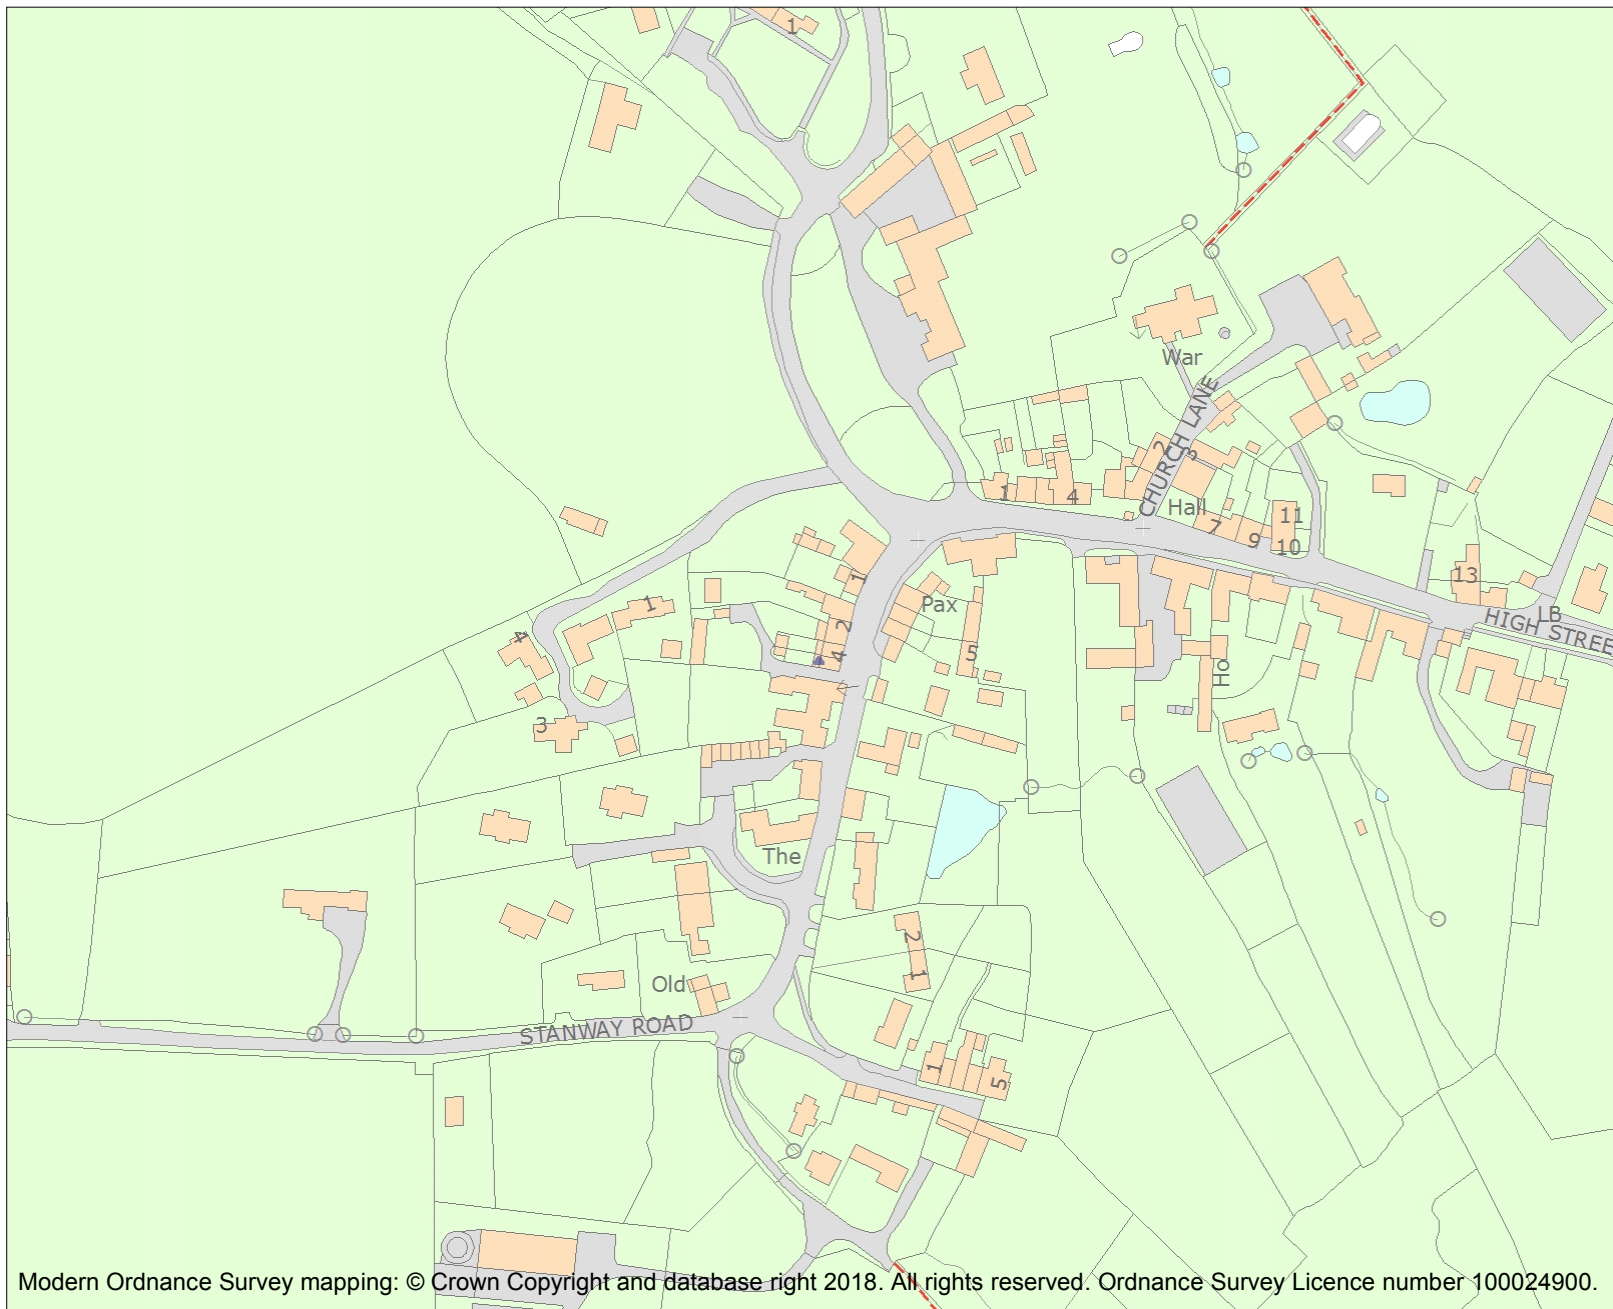 1
War
CHURCH LANE
2
3
1
4
Hall
7
9
11
10
13
LB
HIGH STREE
1
Pax
2
4
5
Ho
1
4
3
The
2
1
Old
STANWAY ROAD
1
5
Modern Ordnance Survey mapping: © Crown Copyright and database right 2018. All rights reserved. Ordnance Survey Licence number 100024900.